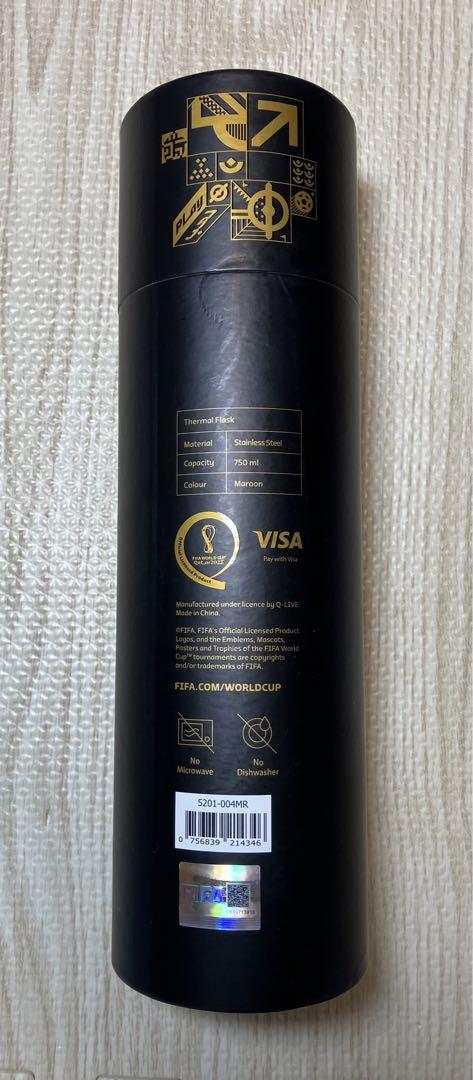 PLAY
Thermal Flask
Material Stainless Steel
Capacity 750 ml
Colour Maroon
Official Licensed Product
FIFA WORLD CUP
Qatar2022
VISA
Pay with Visa
Manufactured under licence by Q-LIVE
Made in China.
©FIFA, FIFA's Official Licensed Product
Logos, and the Emblems, Mascots,
Posters and Trophies of the FIFA World
Cup™ tournaments are copyrights
and/or trademarks of FIFA.
FIFA.COM/WORLDCUP
No
Microwave
No
Dishwasher
5201-004MR
0 756839 214346
FIFA